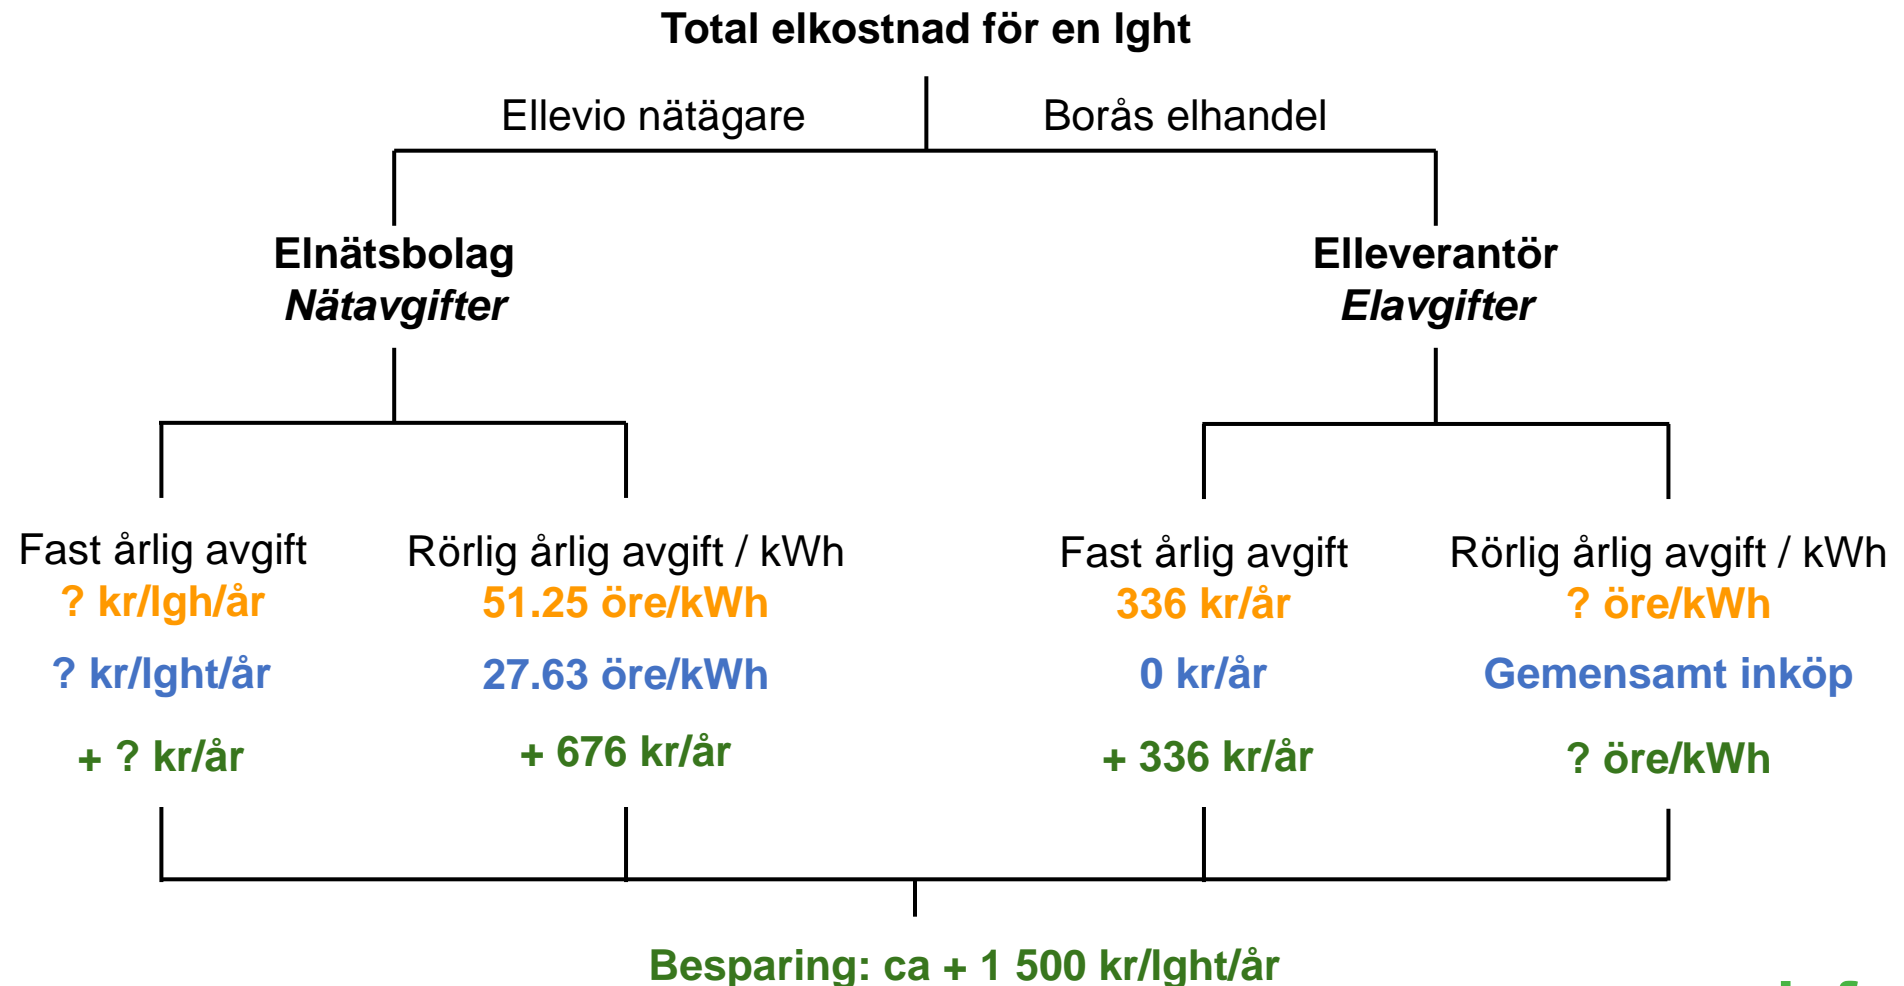 Total elkostnad för en lght
Ellevio nätägare
Borås elhandel
Elnätsbolag
Nätavgifter
Elleverantör
Elavgifter
Fast årlig avgift
? kr/lgh/år
? kr/lght/år
+ ? kr/år
Rörlig årlig avgift / kWh
51.25 öre/kWh
27.63 öre/kWh
+ 676 kr/år
Fast årlig avgift
336 kr/år
0 kr/år
+ 336 kr/år
Rörlig årlig avgift / kWh
? öre/kWh
Gemensamt inköp
? öre/kWh
Besparing: ca + 1 500 kr/lght/år